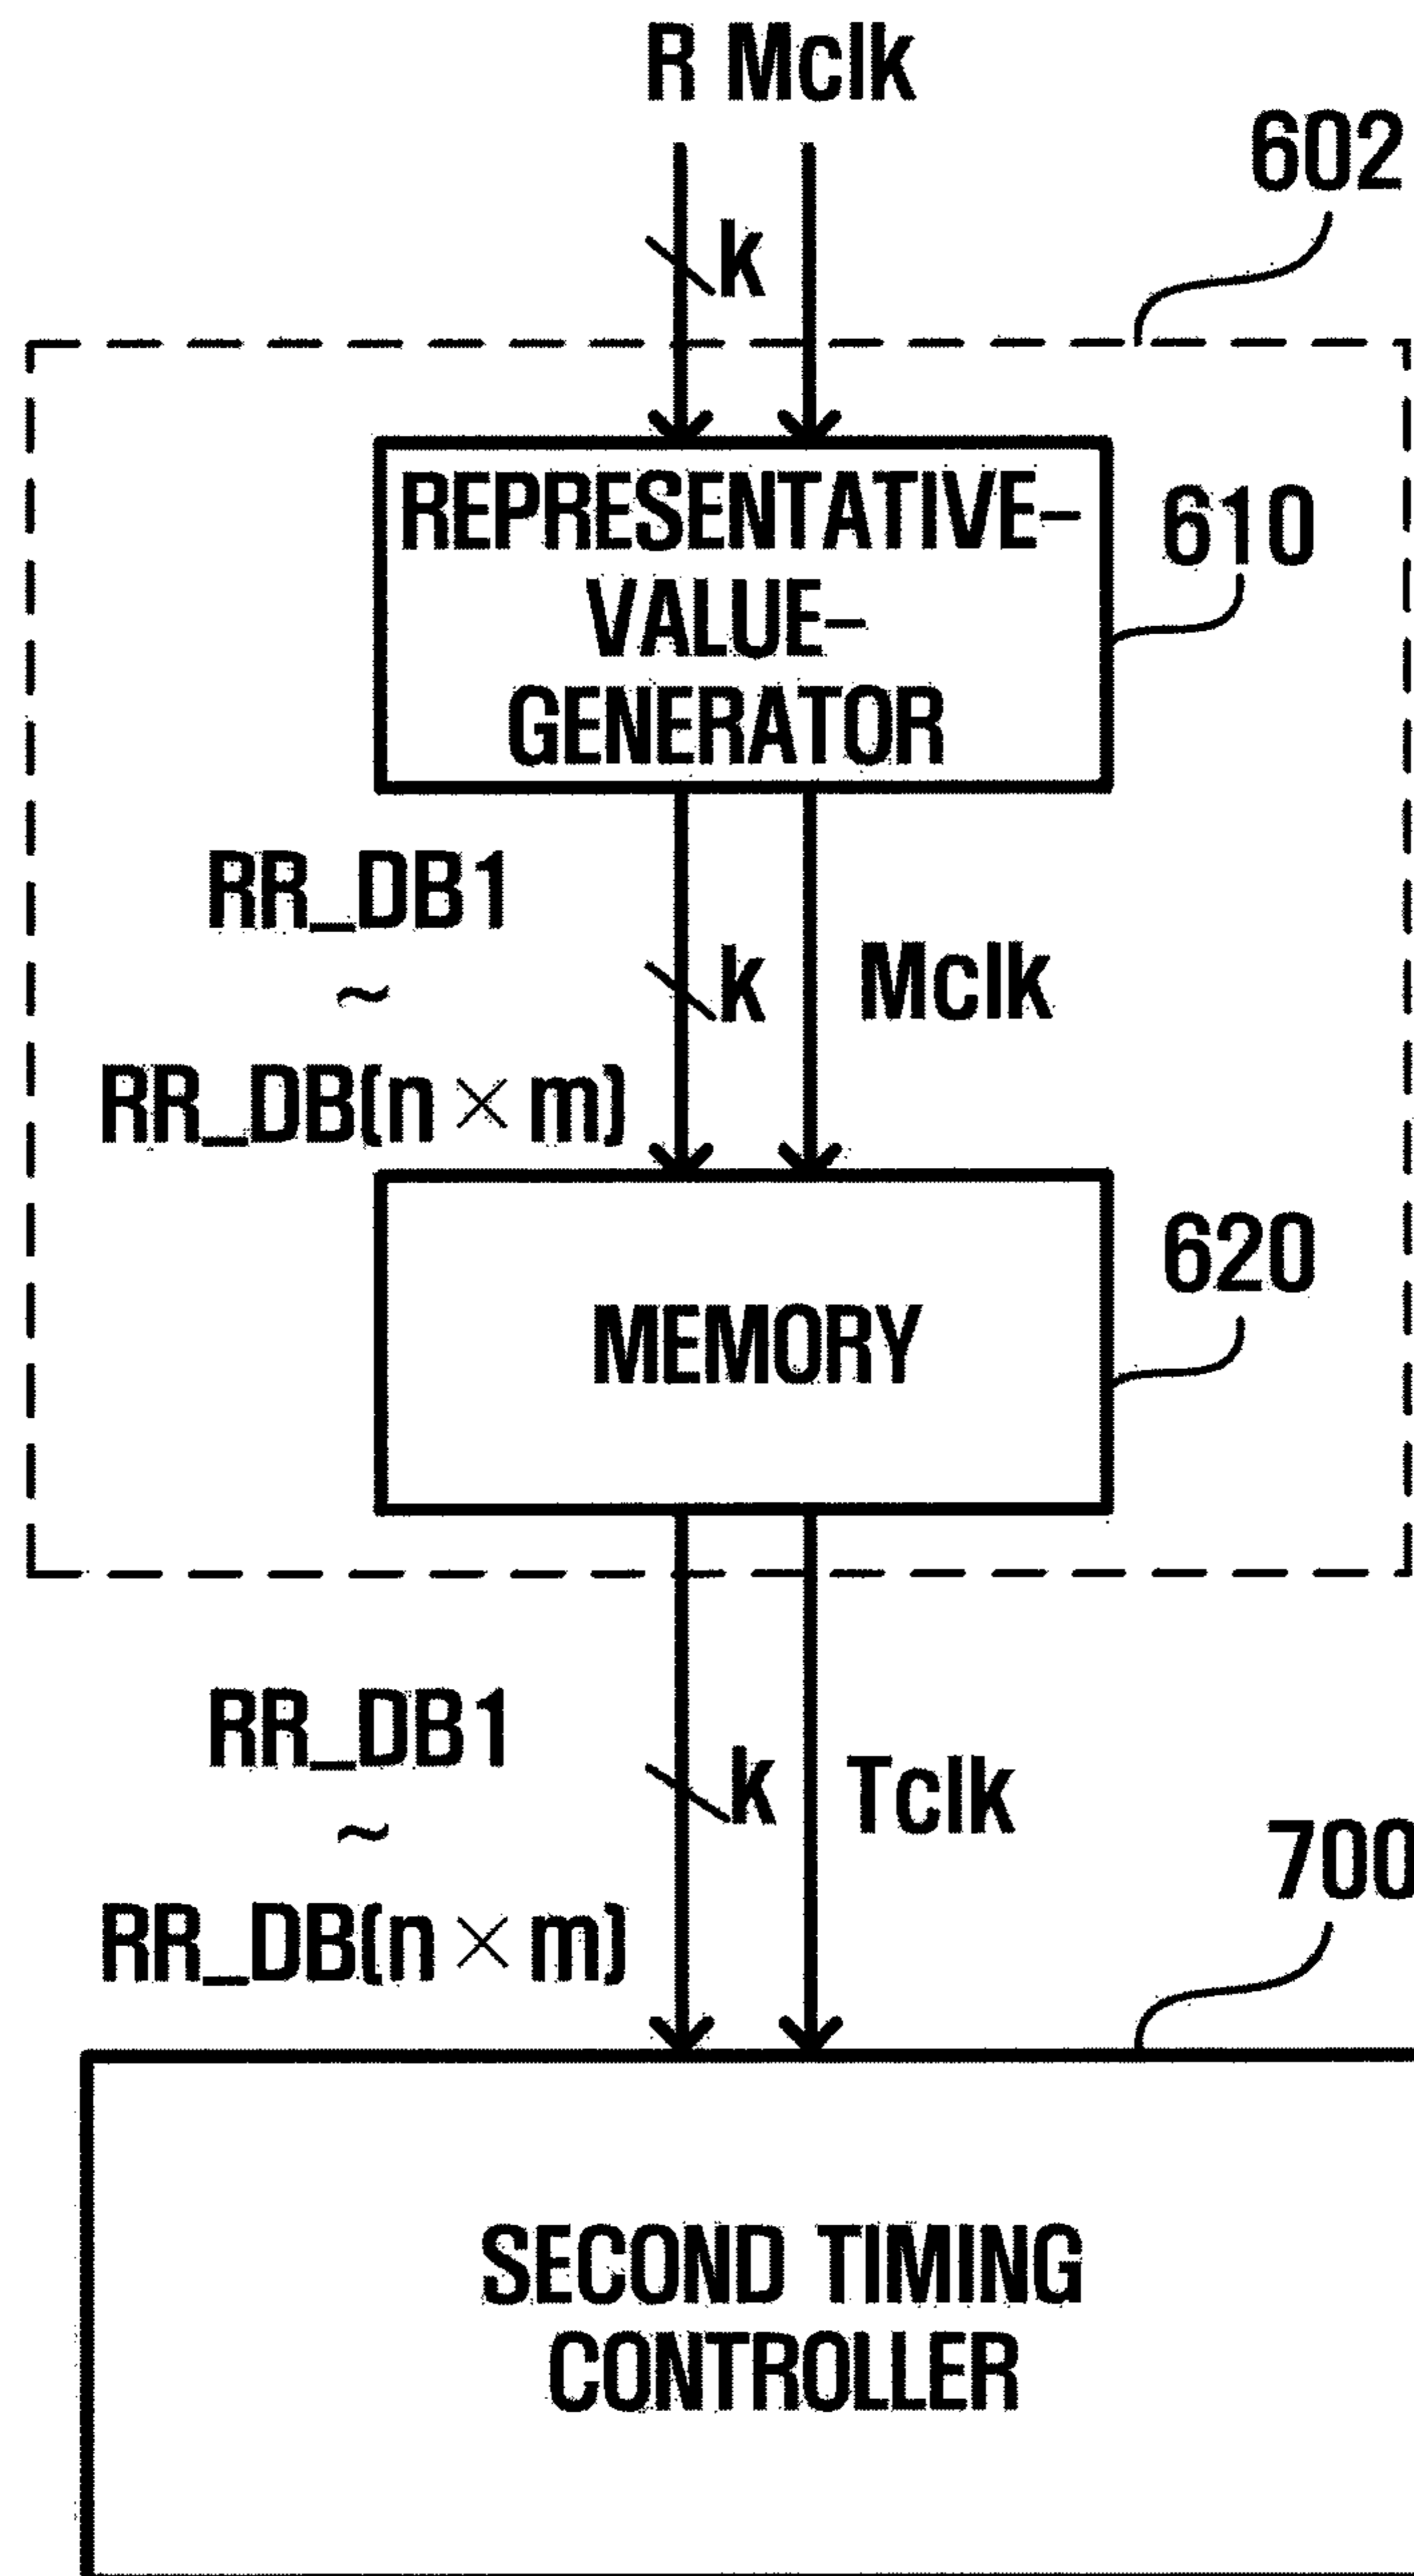 R Mclk
602
k
REPRESENTATIVE-
VALUE-
GENERATOR
610
RR_DB1
~
RR_DB(n × m)
k
Mclk
MEMORY
620
RR_DB1
~
RR_DB(n × m)
k
Tclk
700
SECOND TIMING
CONTROLLER